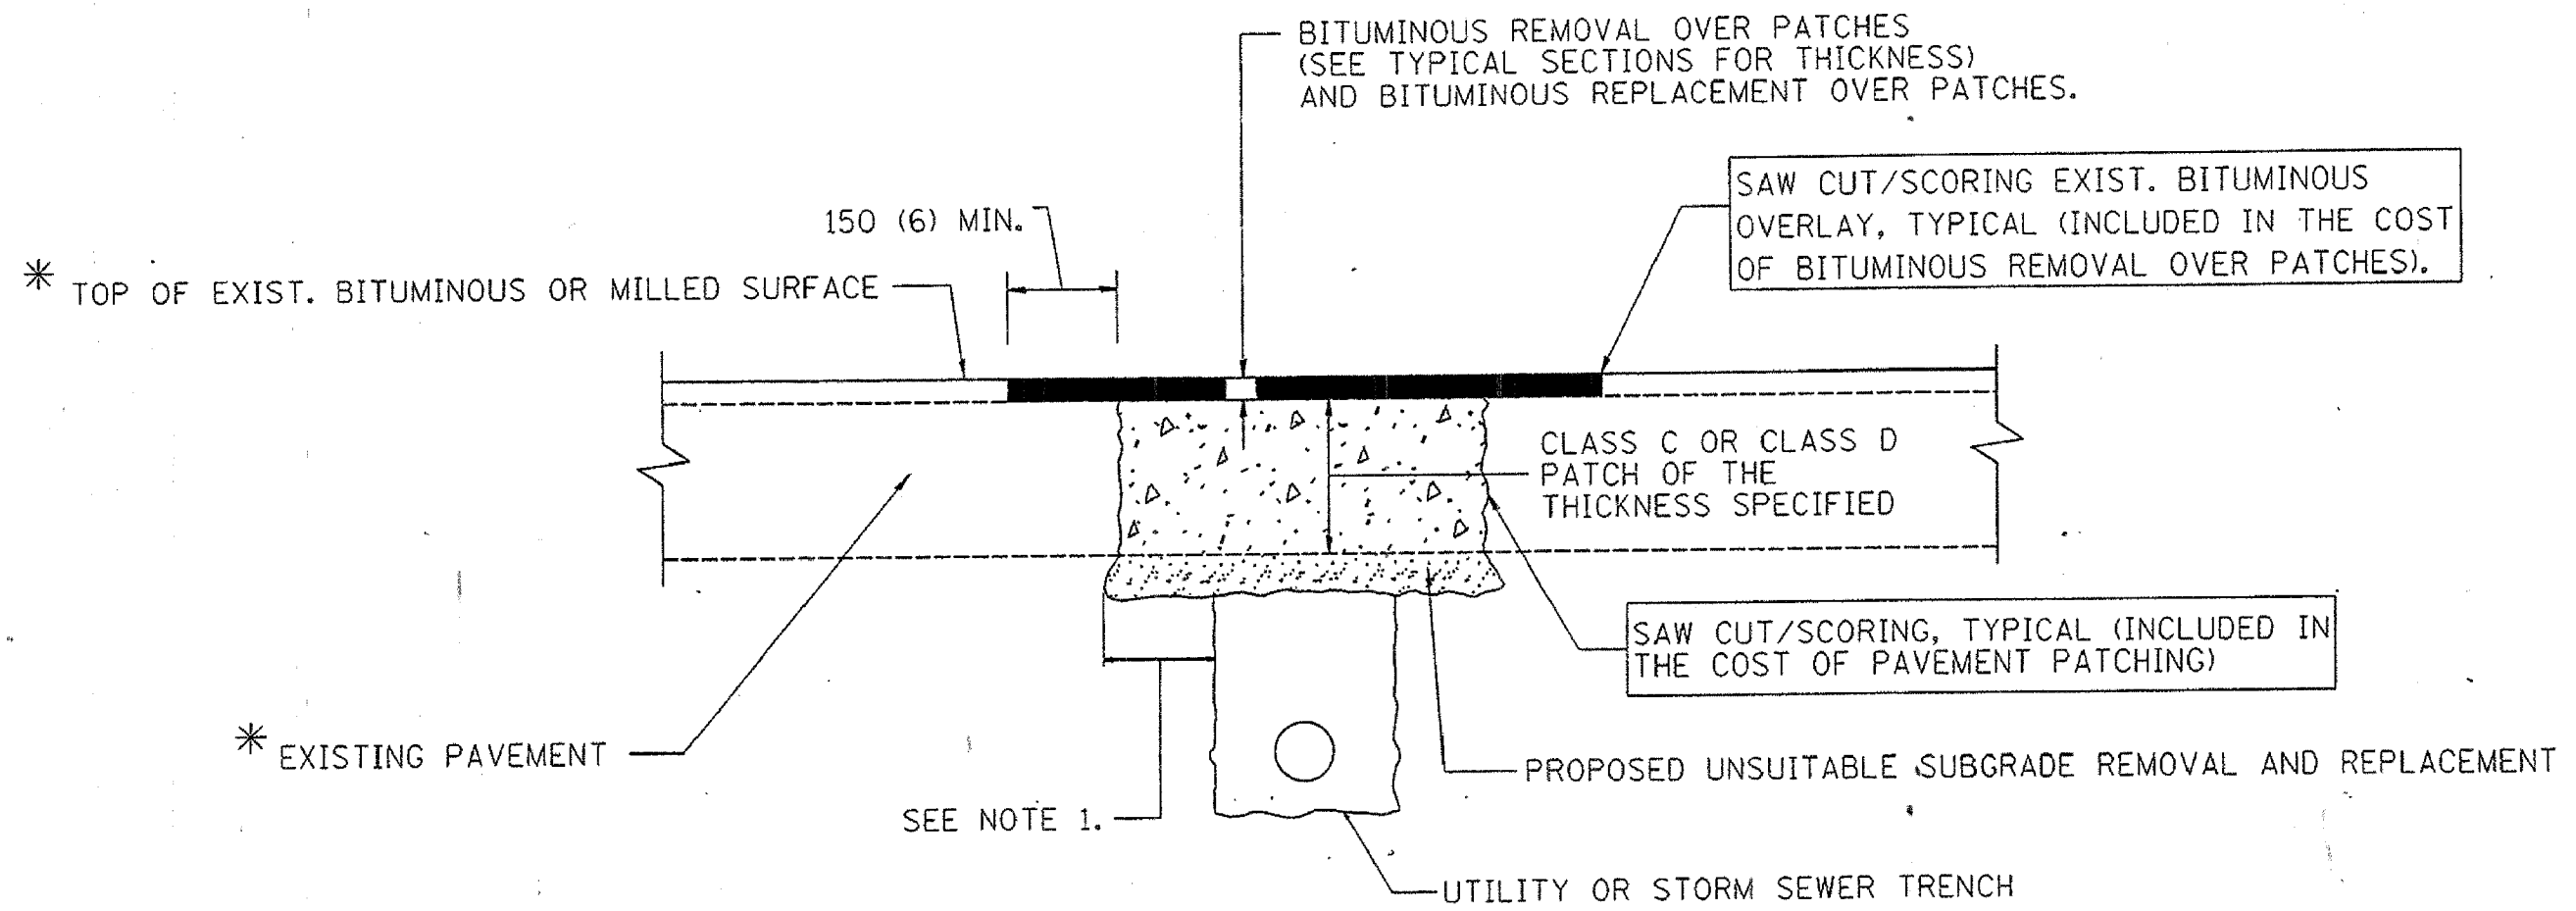 BITUMINOUS REMOVAL OVER PATCHES
(SEE TYPICAL SECTIONS FOR THICKNESS)
AND BITUMINOUS REPLACEMENT OVER PATCHES.
SAW CUT/SCORING EXIST. BITUMINOUS
OVERLAY, TYPICAL (INCLUDED IN THE COST
OF BITUMINOUS REMOVAL OVER PATCHES).
150 (6) MIN.
* TOP OF EXIST. BITUMINOUS OR MILLED SURFACE
CLASS C OR CLASS D
PATCH OF THE
THICKNESS SPECIFIED
SAW CUT/SCORING, TYPICAL (INCLUDED IN
THE COST OF PAVEMENT PATCHING)
* EXISTING PAVEMENT
PROPOSED UNSUITABLE SUBGRADE REMOVAL AND REPLACEMENT
SEE NOTE 1.
UTILITY OR STORM SEWER TRENCH